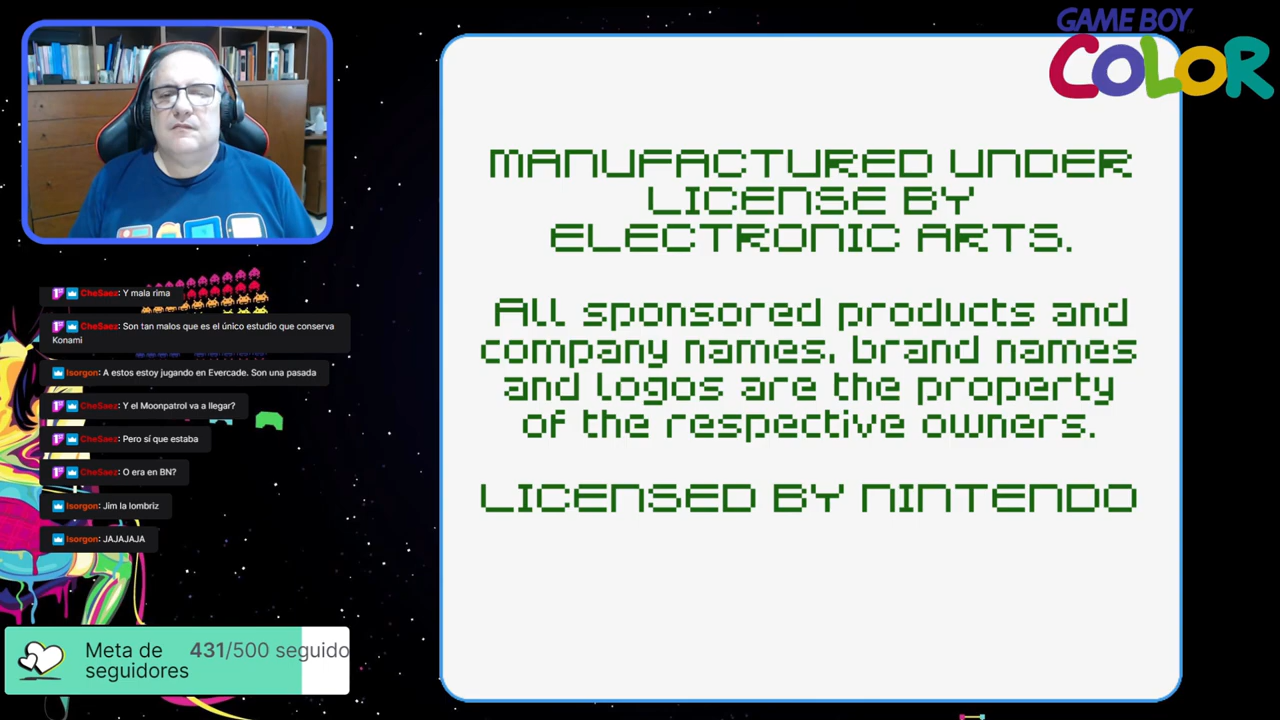 GAME BOY
COLOR
MANUFACTURED UNDER
LICENSE BY
ELECTRONIC ARTS.
All sponsored products and
company names, brand names
and logos are the property
of the respective owners.
LICENSED BY NINTENDO
CheSaez: Y mala rima
CheSaez: Son tan malos que es el único estudio que conserva
Konami
Isorgon: A estos estoy jugando en Evercade. Son una pasada
CheSaez: Y el Moonpatrol va a llegar?
CheSaez: Pero sí que estaba
CheSaez: O era en BN?
Isorgon: Jim la lombriz
Isorgon: JAJAJAJA
Meta de
seguidores
431/500 seguido